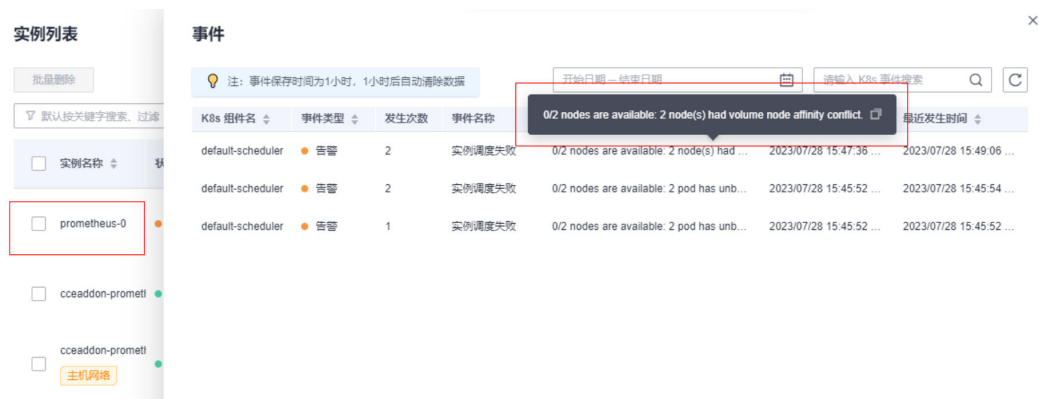 实例列表
批量删除
默认按关键字搜索、过滤
实例名称
prometheus-0
cceaddon-prometh
cceaddon-prometh
主机网络
事件
注：事件保存时间为1小时，1小时后自动清除数据
开始日期 – 结束日期
请输入 K8s 事件搜索
0/2 nodes are available: 2 node(s) had volume node affinity conflict.
K8s 组件名 事件类型 发生次数 事件名称 最近发生时间
default-scheduler 告警 2 实例调度失败 0/2 nodes are available: 2 node(s) had ... 2023/07/28 15:47:36 ... 2023/07/28 15:49:06 ...
default-scheduler 告警 2 实例调度失败 0/2 nodes are available: 2 pod has unb... 2023/07/28 15:45:52 ... 2023/07/28 15:45:54 ...
default-scheduler 告警 1 实例调度失败 0/2 nodes are available: 2 pod has unb... 2023/07/28 15:45:52 ... 2023/07/28 15:45:52 ...